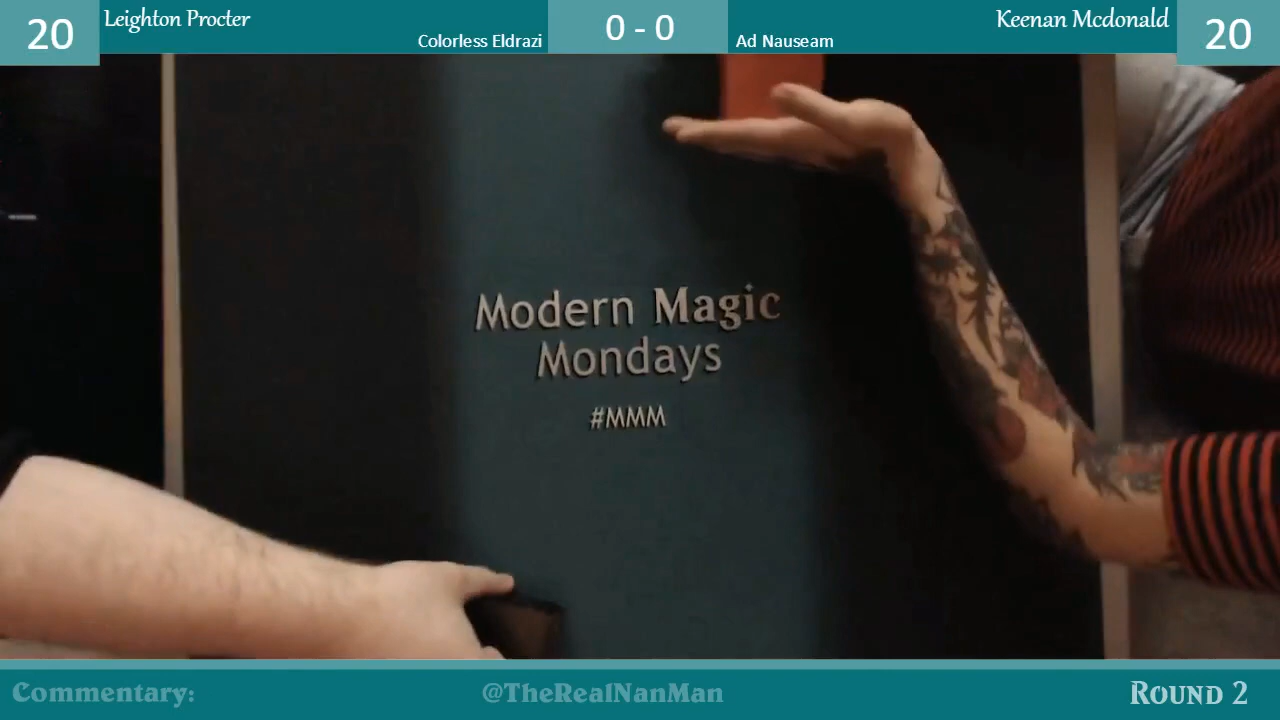 20
Leighton Procter
Colorless Eldrazi
0 - 0
Keenan Mcdonald
Ad Nauseam
20
Modern Magic
Mondays
#MMM
Commentary:
@TheRealNanMan
Round 2